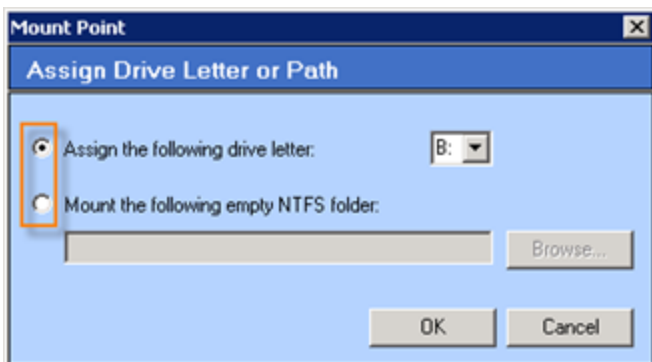 Mount Point
Assign Drive Letter or Path
Assign the following drive letter: B:
Mount the following empty NTFS folder:
Browse...
OK Cancel